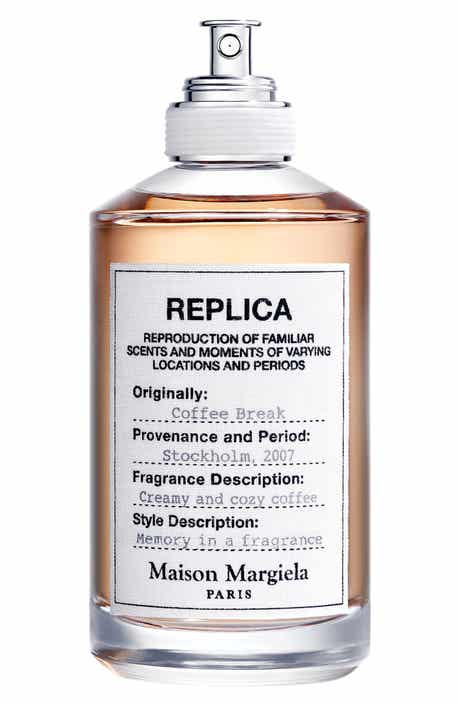 REPLICA
REPRODUCTION OF FAMILIAR
SCENTS AND MOMENTS OF VARYING
LOCATIONS AND PERIODS
Originally:
Coffee Break
Provenance and Period:
Stockholm, 2007
Fragrance Description:
Creamy and cozy coffee
Style Description:
Memory in a fragrance
Maison Margiela
PARIS